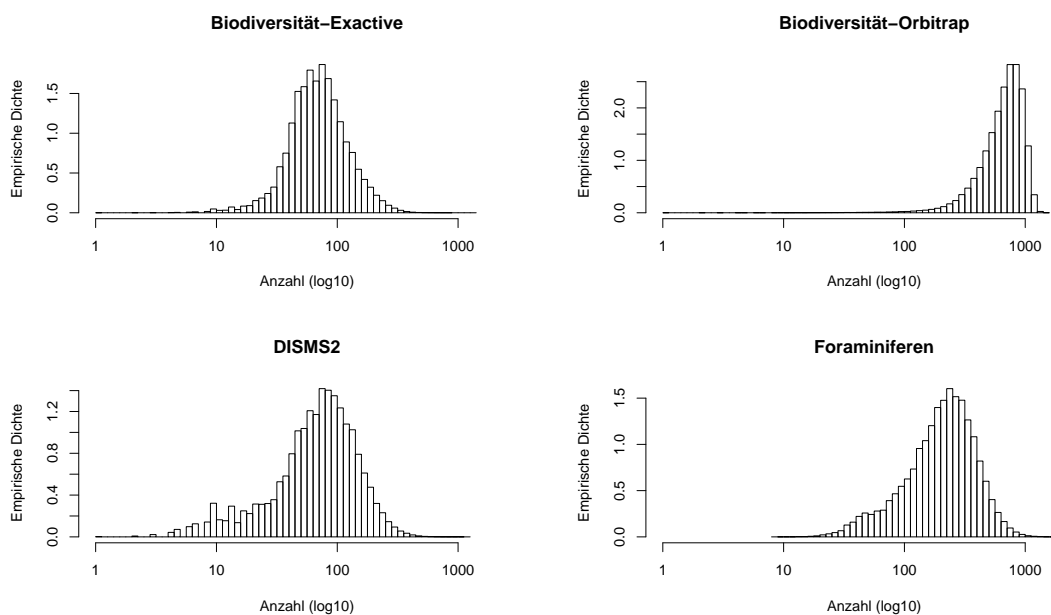 Biodiversität−Exactive
Empirische Dichte
0.0
0.5
1.0
1.5
1
10
100
1000
Anzahl (log10)
Biodiversität−Orbitrap
Empirische Dichte
0.0
1.0
2.0
1
10
100
1000
Anzahl (log10)
DISMS2
Empirische Dichte
0.0
0.4
0.8
1.2
1
10
100
1000
Anzahl (log10)
Foraminiferen
Empirische Dichte
0.0
0.5
1.0
1.5
1
10
100
1000
Anzahl (log10)